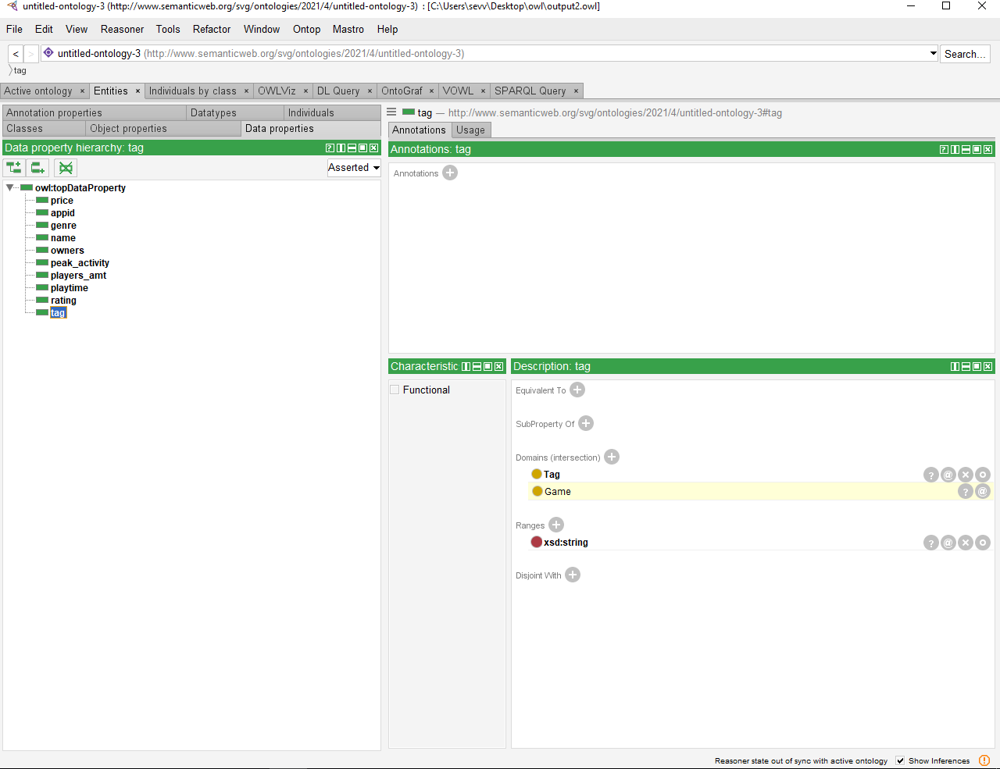 untitled-ontology-3 (http://www.semanticweb.org/svg/ontologies/2021/4/untitled-ontology-3) : [C:\Users\sevv\Desktop\owl\output2.owl]
File Edit View Reasoner Tools Refactor Window Ontop Mastro Help
< > untitled-ontology-3 (http://www.semanticweb.org/svg/ontologies/2021/4/untitled-ontology-3) Search...
tag
Active ontology × Entities × Individuals by class × OWLViz × DL Query × OntoGraf × VOWL × SPARQL Query ×
Annotation properties Datatypes Individuals
Classes Object properties Data properties
Data property hierarchy: tag
Asserted
owl:topDataProperty
price
appid
genre
name
owners
peak_activity
players_amt
playtime
rating
tag
tag — http://www.semanticweb.org/svg/ontologies/2021/4/untitled-ontology-3#tag
Annotations Usage
Annotations: tag
Annotations
Characteristic
Functional
Description: tag
Equivalent To
SubProperty Of
Domains (intersection)
Tag
Game
Ranges
xsd:string
Disjoint With
Reasoner state out of sync with active ontology Show Inferences